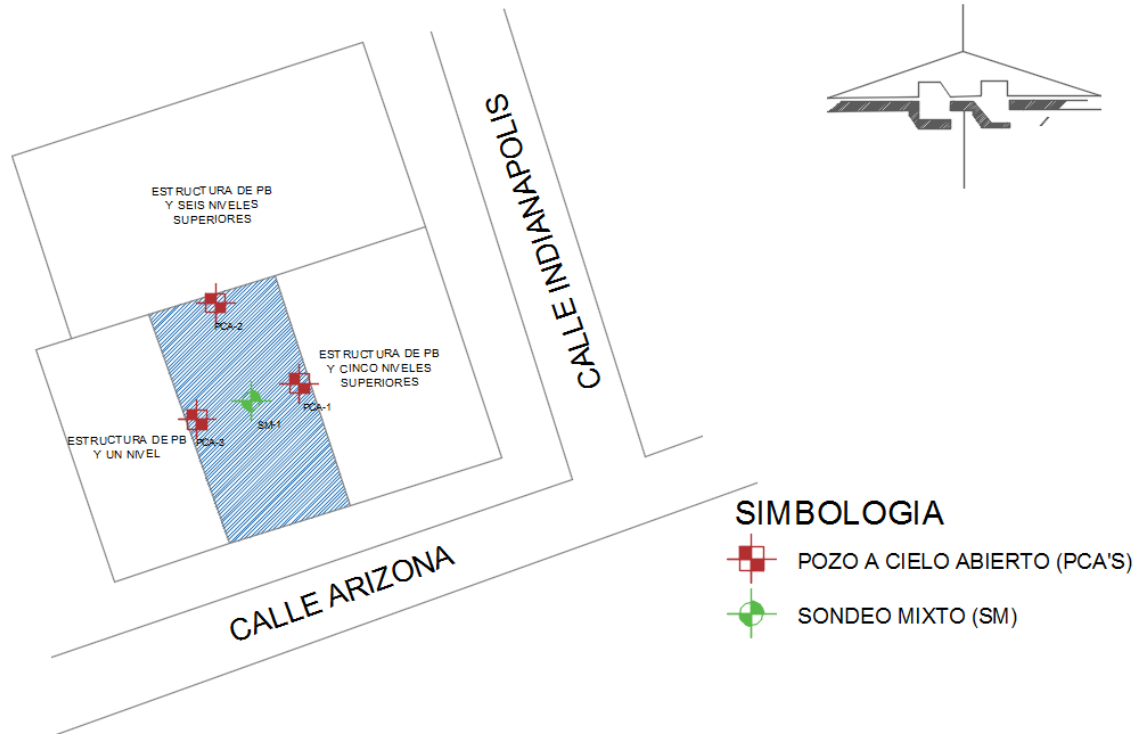 ESTRUCTURA DE PB
Y SEIS NIVELES
SUPERIORES
CALLE INDIANAPOLIS
PCA-2
ESTRUCTURA DE PB
Y CINCO NIVELES
SUPERIORES
PCA-1
SM-1
PCA-3
ESTRUCTURA DE PB
Y UN NIVEL
CALLE ARIZONA
SIMBOLOGIA
POZO A CIELO ABIERTO (PCA'S)
SONDEO MIXTO (SM)